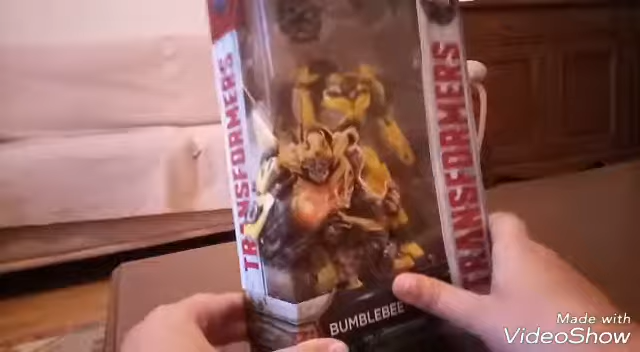 TRANSFORMERS
TRANSFORMERS
BUMBLEBEE
Made with
VideoShow